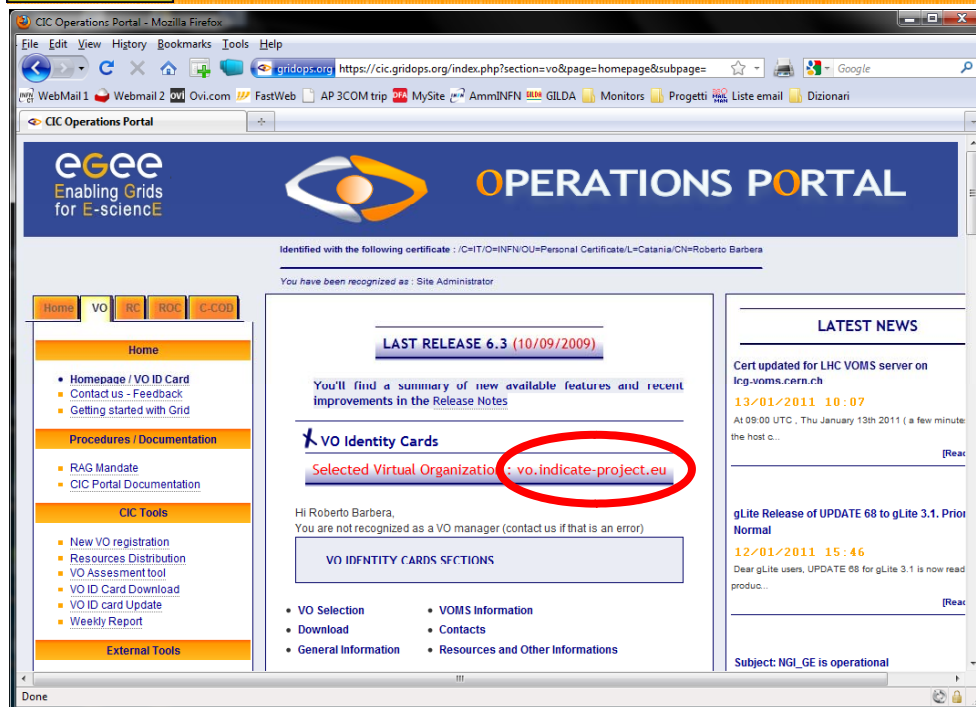 CIC Operations Portal - Mozilla Firefox
File Edit View History Bookmarks Tools Help
gridops.org https://cic.gridops.org/index.php?section=vo&page=homepage&subpage=
Google
WebMail 1 Webmail 2 Ovi.com FastWeb AP 3COM trip MySite AmmINFN GILDA Monitors Progetti Liste email Dizionari
CIC Operations Portal
egee
Enabling Grids
for E-sciencE
OPERATIONS PORTAL
Identified with the following certificate : /C=IT/O=INFN/OU=Personal Certificate/L=Catania/CN=Roberto Barbera
You have been recognized as : Site Administrator
Home VO RC ROC C-COD
Home
Homepage / VO ID Card
Contact us - Feedback
Getting started with Grid
Procedures / Documentation
RAG Mandate
CIC Portal Documentation
CIC Tools
New VO registration
Resources Distribution
VO Assesment tool
VO ID Card Download
VO ID card Update
Weekly Report
External Tools
LAST RELEASE 6.3 (10/09/2009)
You'll find a summary of new available features and recent
improvements in the Release Notes
VO Identity Cards
Selected Virtual Organization : vo.indicate-project.eu
Hi Roberto Barbera,
You are not recognized as a VO manager (contact us if that is an error)
VO IDENTITY CARDS SECTIONS
VO Selection
VOMS Information
Download
Contacts
General Information
Resources and Other Informations
LATEST NEWS
Cert updated for LHC VOMS server on
lcg-voms.cern.ch
13/01/2011 10:07
At 09:00 UTC , Thu January 13th 2011 ( a few minute
the host c...
[Read
gLite Release of UPDATE 68 to gLite 3.1. Prior
Normal
12/01/2011 15:46
Dear gLite users, UPDATE 68 for gLite 3.1 is now read
produc...
[Read
Subject: NGI_GE is operational
Done